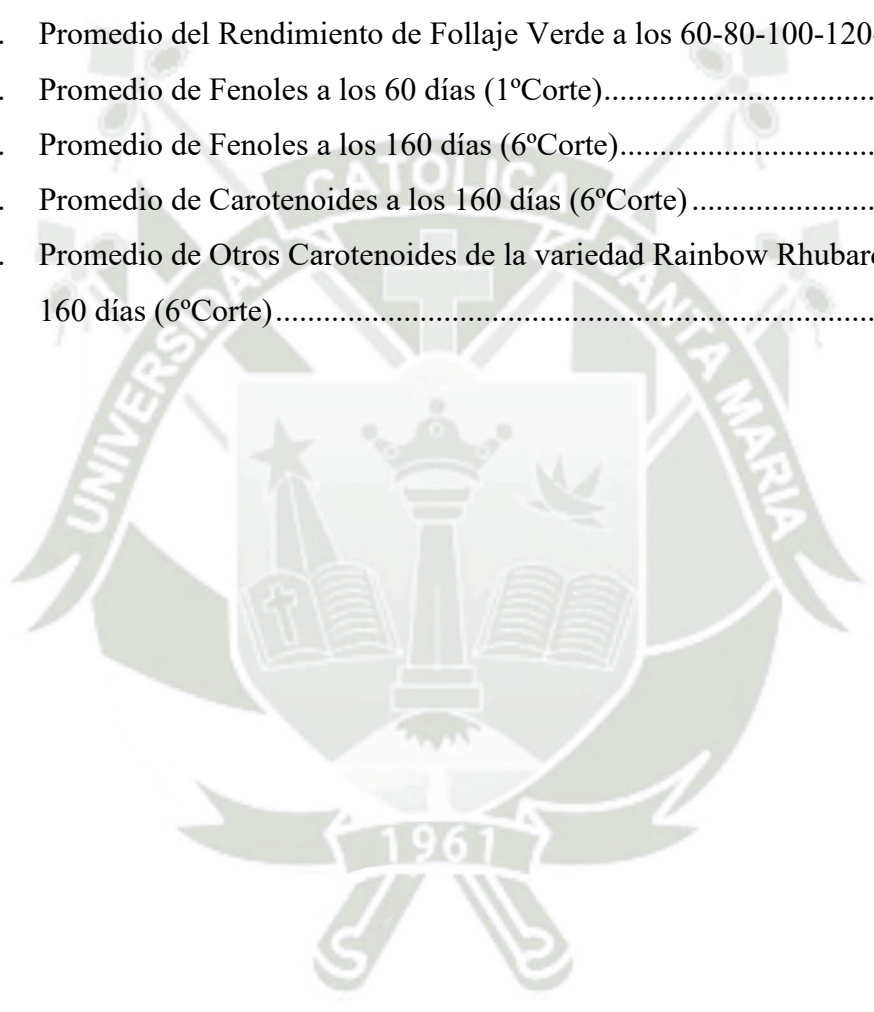 . Promedio del Rendimiento de Follaje Verde a los 60-80-100-120-
. Promedio de Fenoles a los 60 días (1ºCorte)................................
. Promedio de Fenoles a los 160 días (6ºCorte)................................
. Promedio de Carotenoides a los 160 días (6ºCorte)........................
. Promedio de Otros Carotenoides de la variedad Rainbow Rhubar
160 días (6ºCorte)............................................................................
UNIVERSIDAD CATOLICA SANTA MARIA
1961